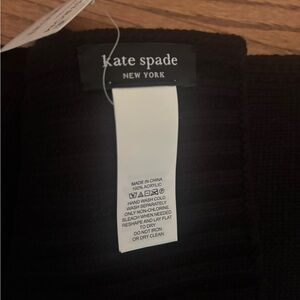 kate spade
NEW YORK
MADE IN CHINA
100% ACRYLIC
HAND WASH COLD
WASH SEPARATELY
ONLY NON-CHLORINE
BLEACH WHEN NEEDED
RESHAPE AND LAY FLAT
TO DRY
DO NOT IRON
OR DRY CLEAN